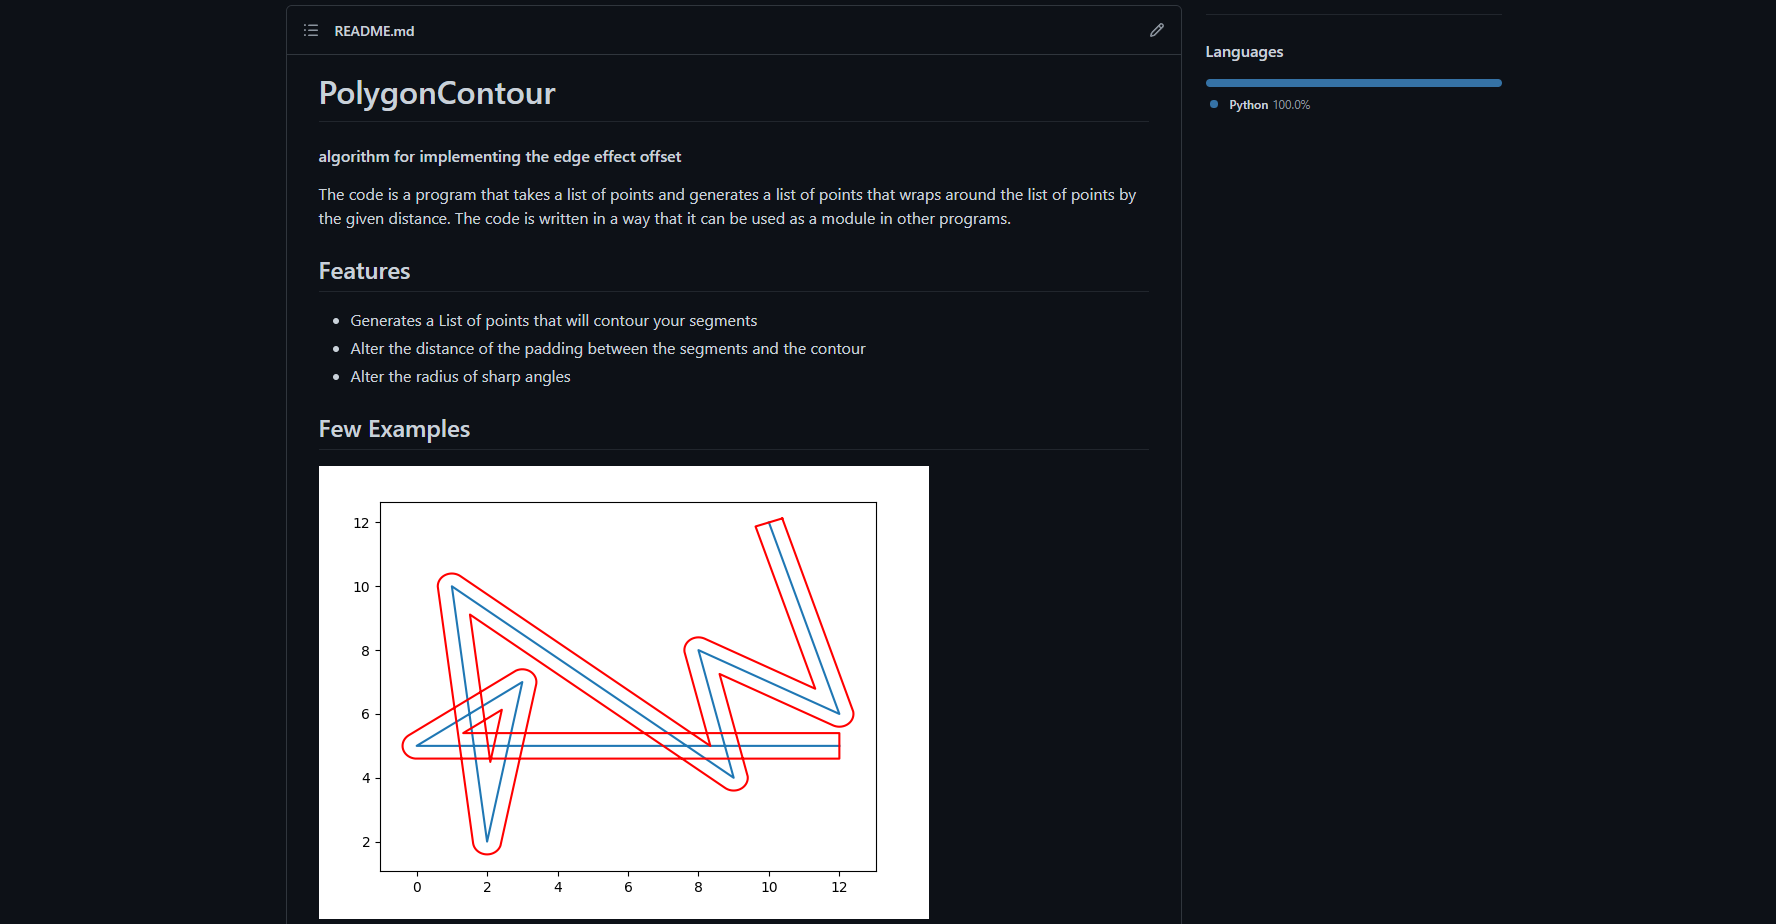 README.md
PolygonContour
algorithm for implementing the edge effect offset
The code is a program that takes a list of points and generates a list of points that wraps around the list of points by
the given distance. The code is written in a way that it can be used as a module in other programs.
Features
Generates a List of points that will contour your segments
Alter the distance of the padding between the segments and the contour
Alter the radius of sharp angles
Few Examples
12
10
8
6
4
2
0 2 4 6 8 10 12
Languages
Python 100.0%